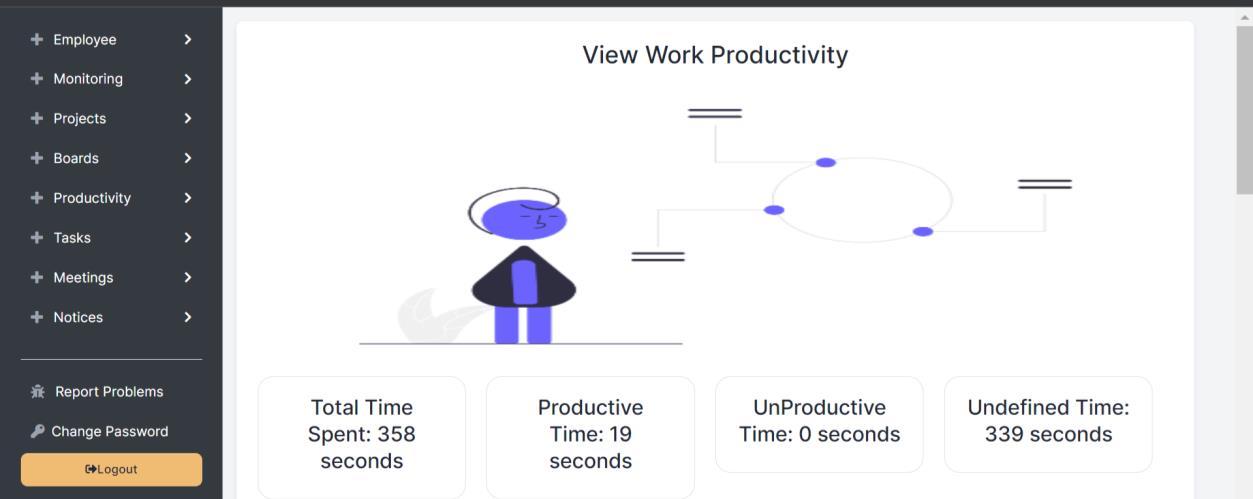 Employee
Monitoring
Projects
Boards
Productivity
Tasks
Meetings
Notices
Report Problems
Change Password
Logout
View Work Productivity
Total Time
Spent: 358
seconds
Productive
Time: 19
seconds
UnProductive
Time: 0 seconds
Undefined Time:
339 seconds